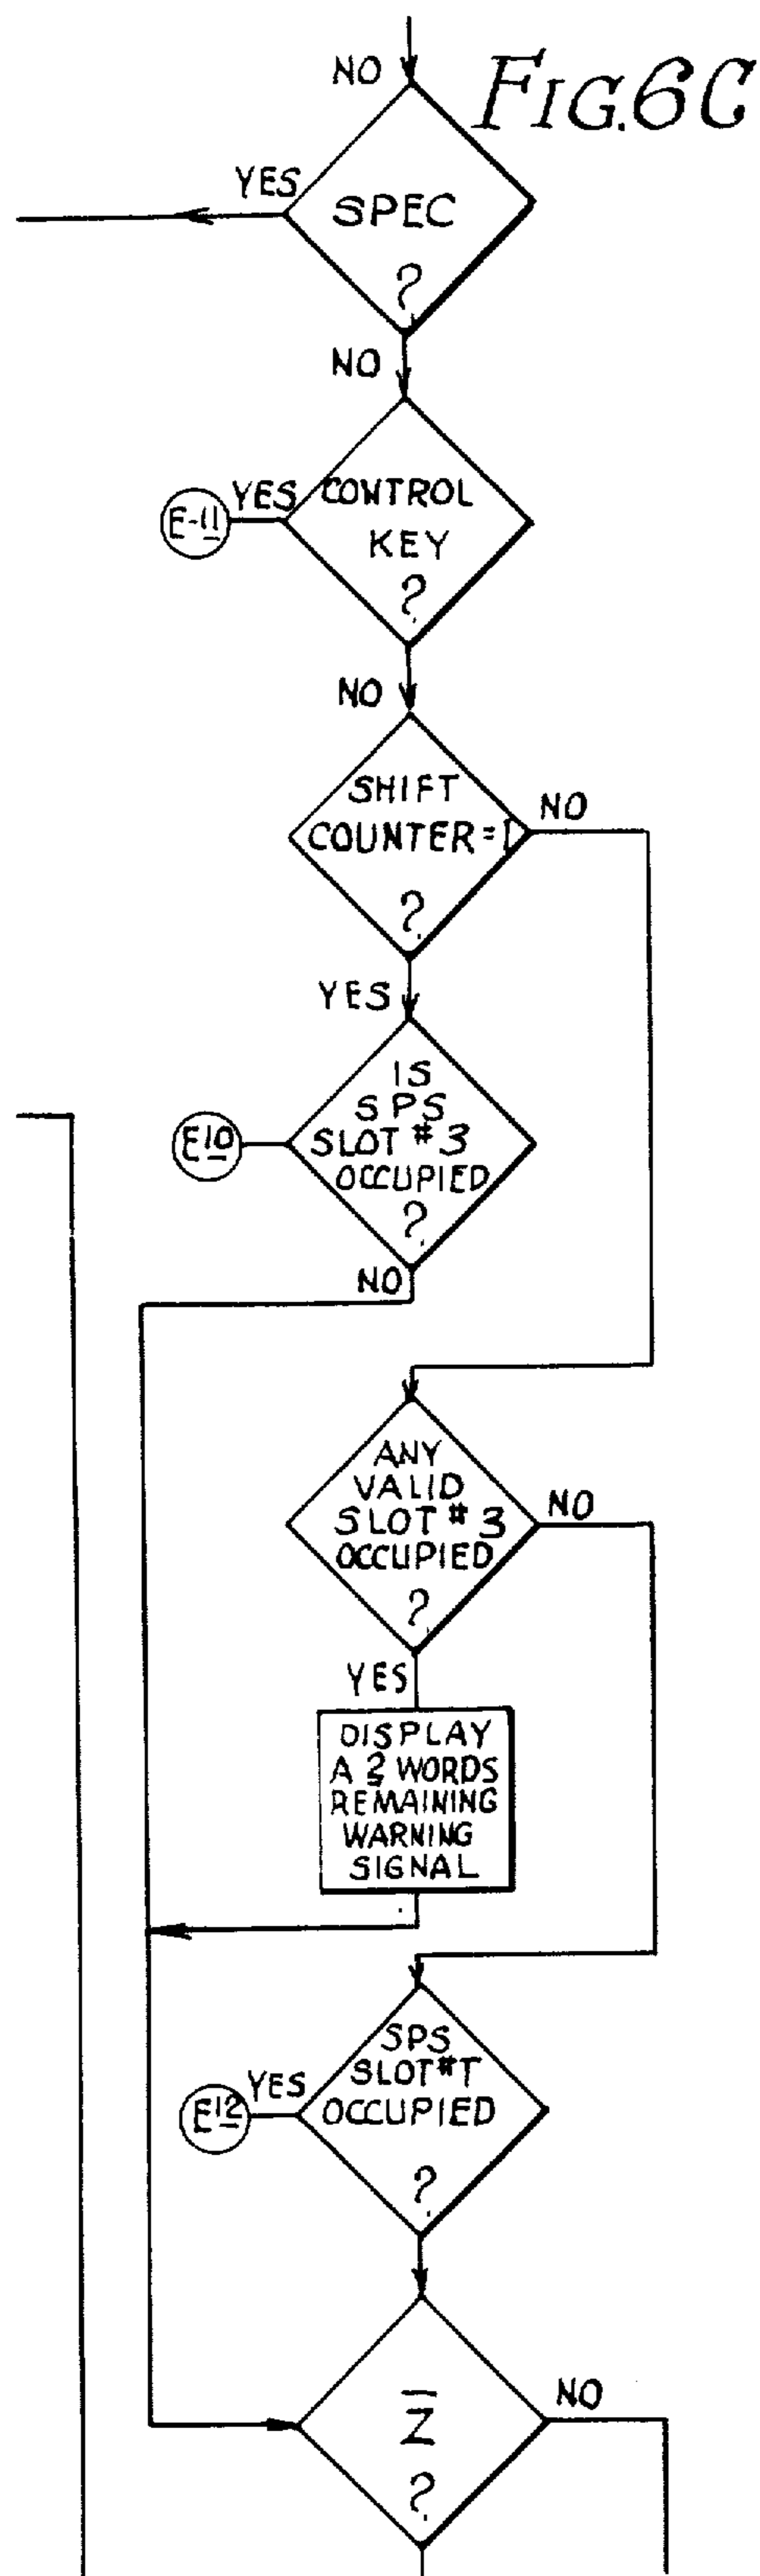 FIG.6C
NO
YES
SPEC
?
NO
E-11
YES
CONTROL
KEY
?
NO
SHIFT
COUNTER=
NO
?
YES
IS
SPS
SLOT #3
OCCUPIED
?
E10
NO
ANY
VALID
SLOT #3
OCCUPIED
?
NO
YES
DISPLAY
A 2 WORDS
REMAINING
WARNING
SIGNAL
SPS
SLOT#T
OCCUPIED
?
YES
E12
Z̅
?
NO